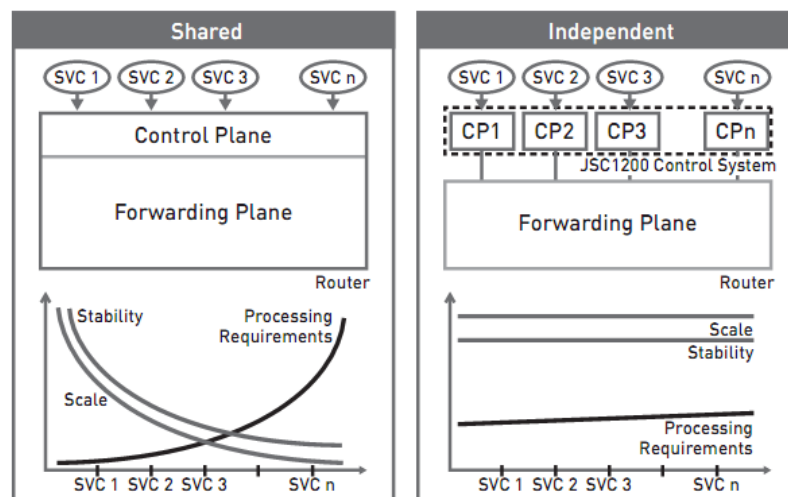 Shared
SVC 1 SVC 2 SVC 3 SVC n
Control Plane
Forwarding Plane
Router
Stability
Processing
Requirements
Scale
SVC 1 SVC 2 SVC 3 SVC n
Independent
SVC 1 SVC 2 SVC 3 SVC n
CP1 CP2 CP3 CPn
JSC1200 Control System
Forwarding Plane
Router
Scale
Stability
Processing
Requirements
SVC 1 SVC 2 SVC 3 SVC n